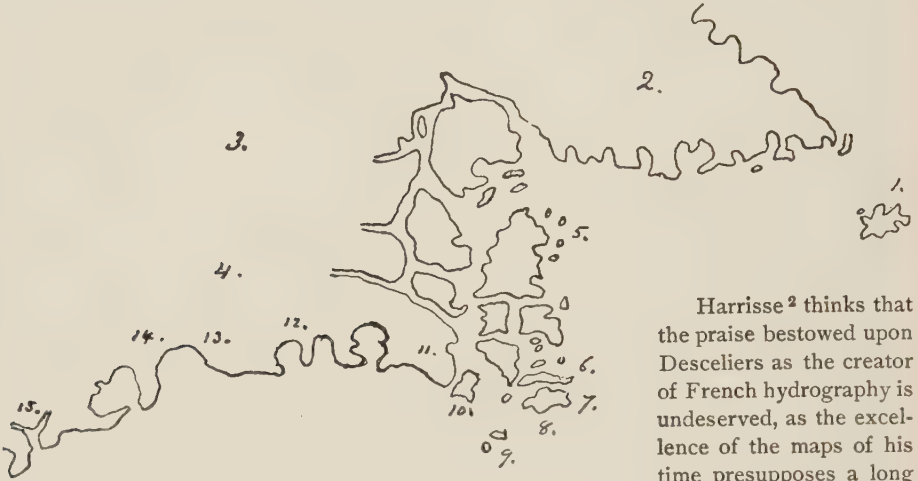 2.
3.
1.
5.
4.
Harrisse ² thinks that
the praise bestowed upon
Desceliers as the creator
of French hydrography is
undeserved, as the excel-
lence of the maps of his
time presupposes a long
14. 13. 12. 11.
6.
7.
15.
10.
8.
9.